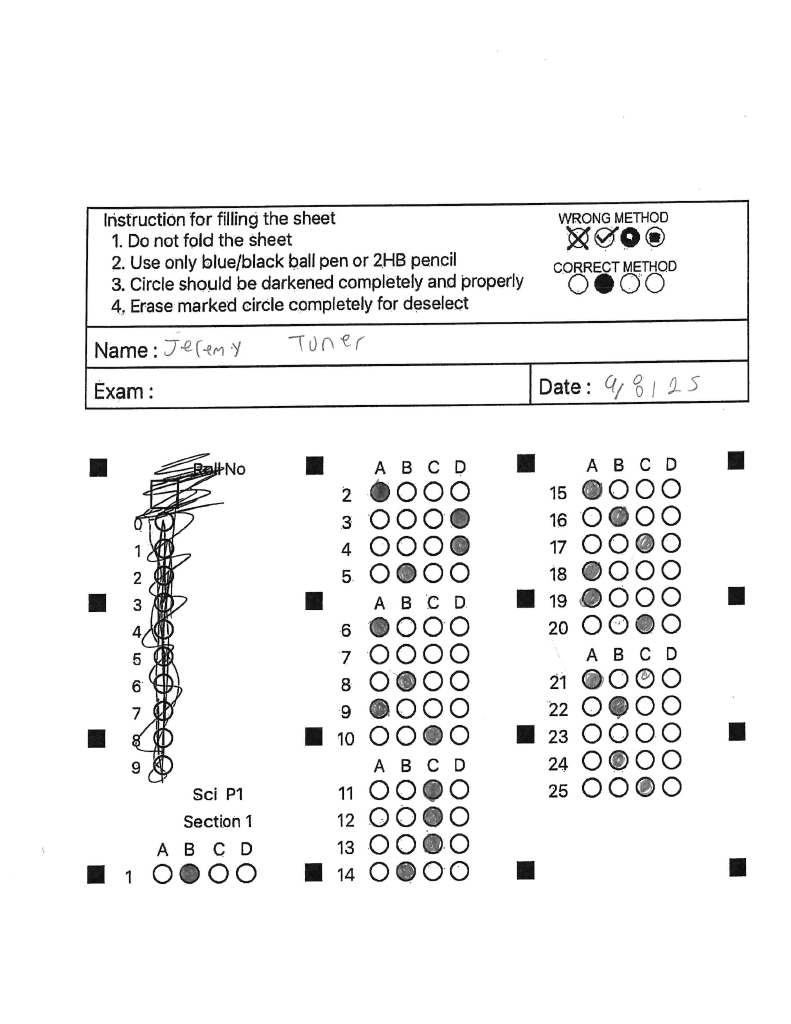 Instruction for filling the sheet
1. Do not fold the sheet
2. Use only blue/black ball pen or 2HB pencil
3. Circle should be darkened completely and properly
4. Erase marked circle completely for deselect
WRONG METHOD
CORRECT METHOD
Name : Jeremy Tuner
Exam :
Date : 9/8/25
Roll No
0
1
2
3
4
5
6
7
8
9
Sci P1
Section 1
A B C D
1
A B C D
2
3
4
5
A B C D
6
7
8
9
10
A B C D
11
12
13
14
A B C D
15
16
17
18
19
20
A B C D
21
22
23
24
25